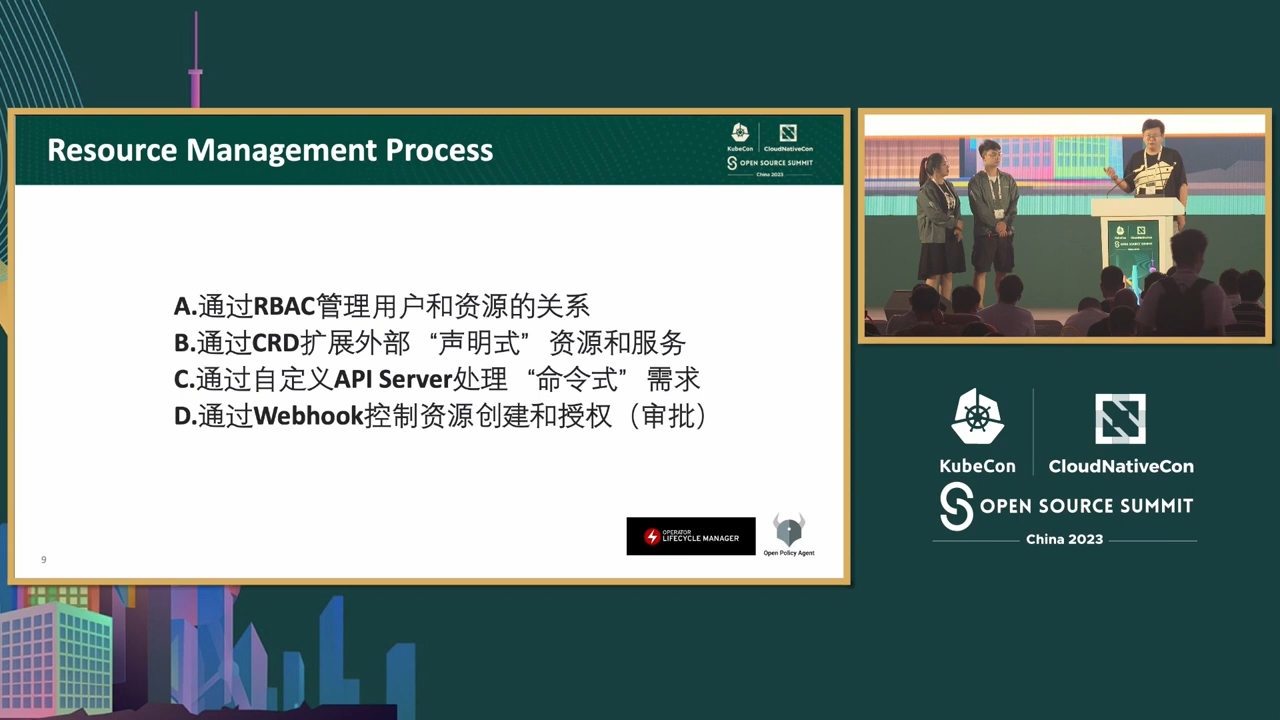 Resource Management Process
KubeCon
CloudNativeCon
OPEN SOURCE SUMMIT
China 2023
A.通过RBAC管理用户和资源的关系
B.通过CRD扩展外部 “声明式” 资源和服务
C.通过自定义API Server处理 “命令式” 需求
D.通过Webhook控制资源创建和授权（审批）
OPERATOR
LIFECYCLE MANAGER
Open Policy Agent
9
KubeCon
CloudNativeCon
OPEN SOURCE SUMMIT
China 2023